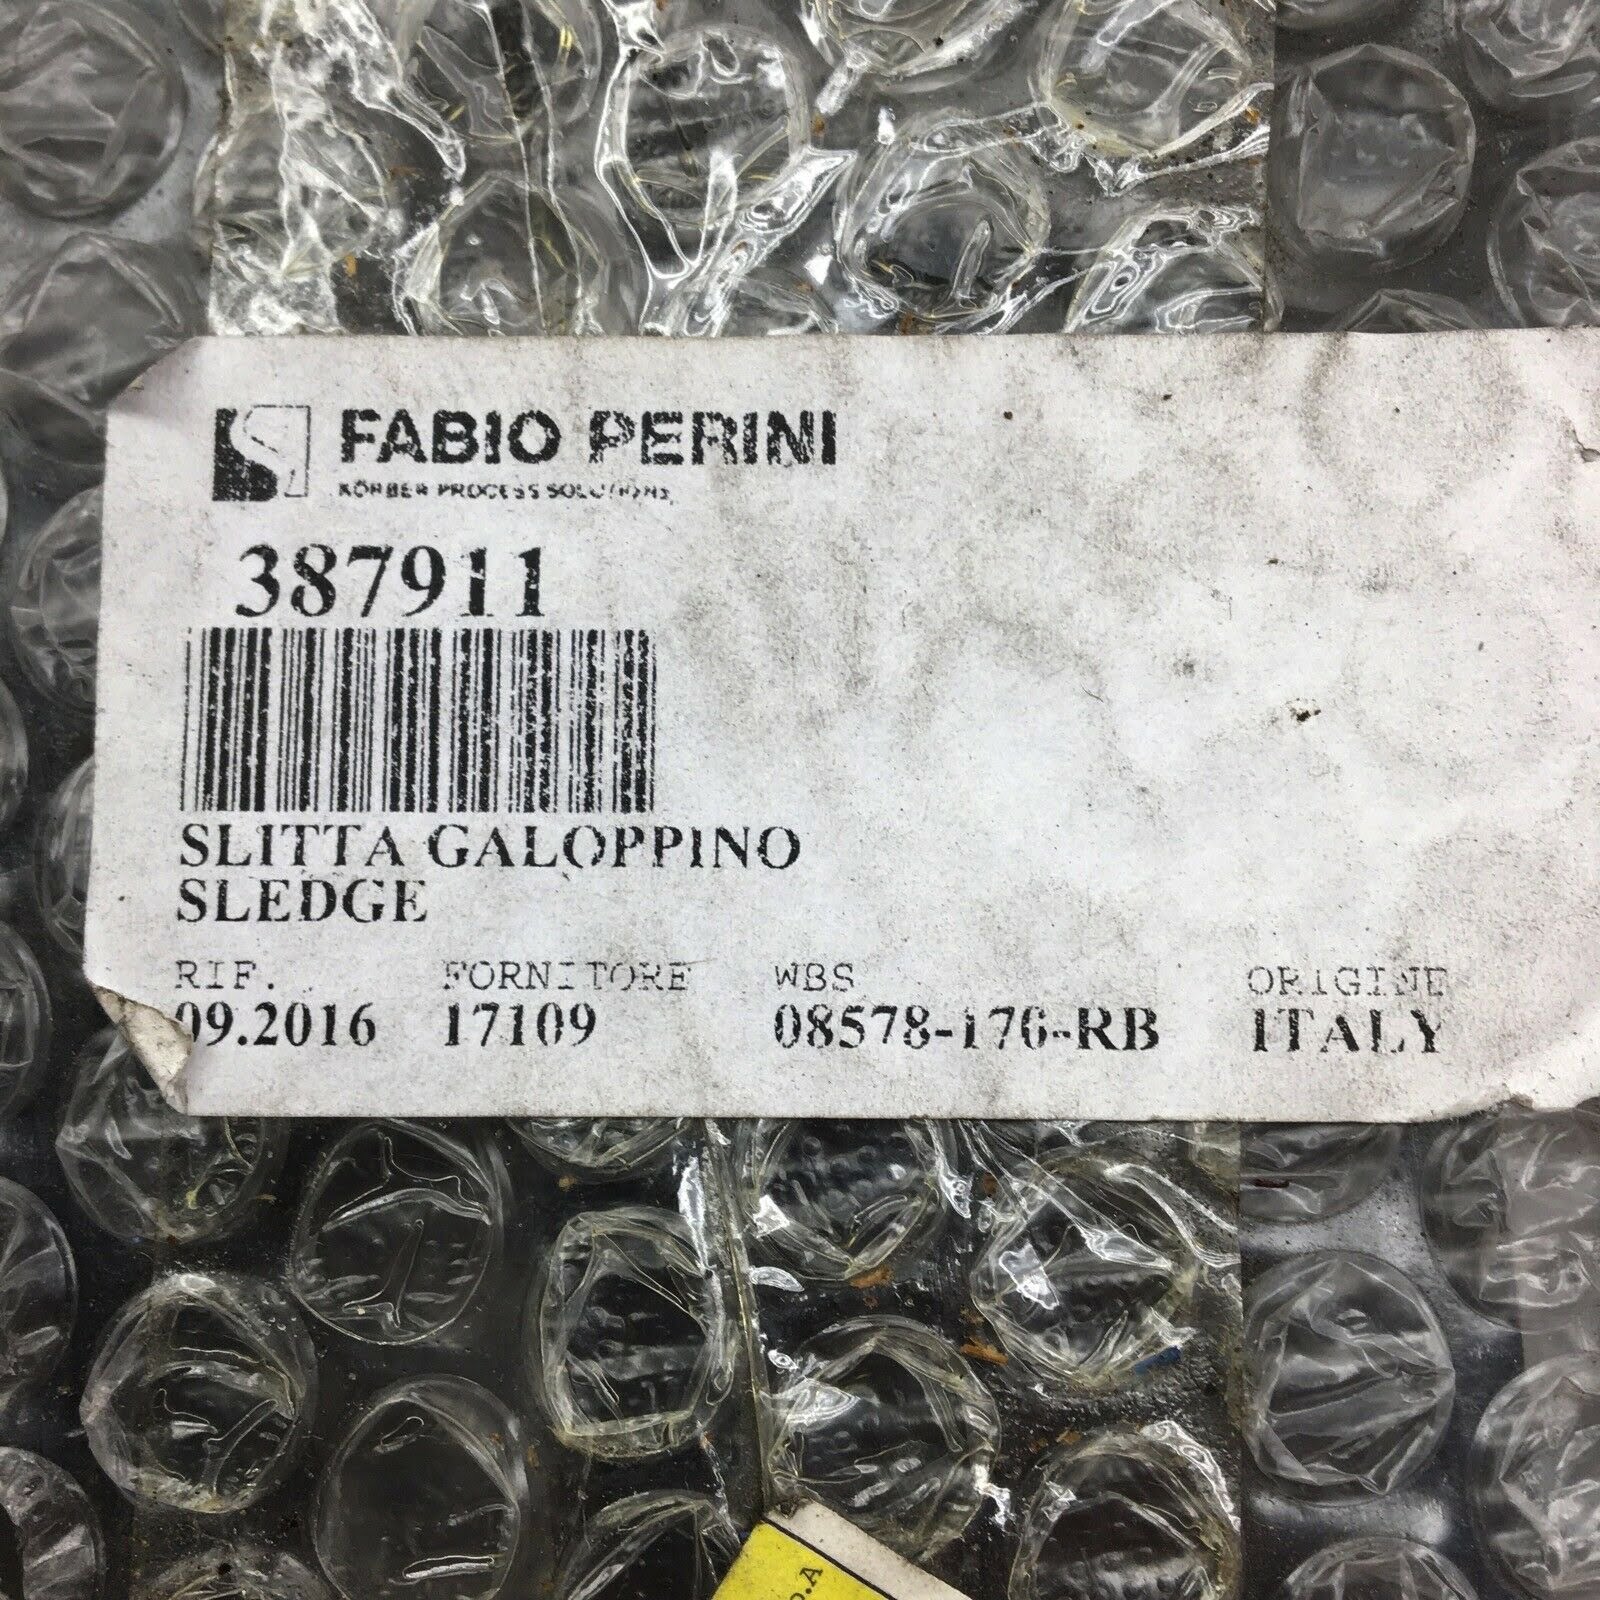 FABIO PERINI
KÖRBER PROCESS SOLUTIONS
387911
SLITTA GALOPPINO
SLEDGE
RIF. FORNITORE WBS ORIGINE
09.2016 17109 08578-176-RB ITALY
.A